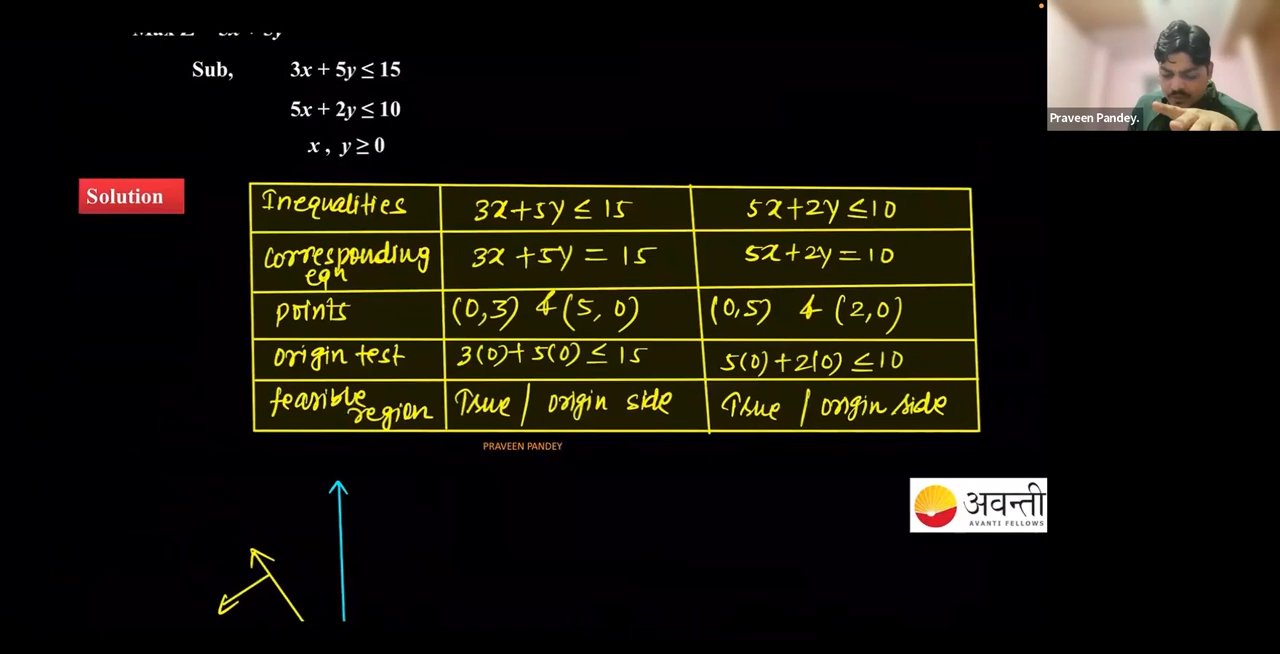 Sub, 3x + 5y ≤ 15
5x + 2y ≤ 10
x , y ≥ 0
Praveen Pandey.
Solution
Inequalities 3x+5y ≤ 15 5x+2y ≤10
corresponding eqn 3x +5y = 15 5x+2y = 10
points (0,3) & (5, 0) (0,5) & (2,0)
origin test 3(0)+ 5(0) ≤ 15 5(0)+2(0) ≤10
feasible region True / origin side True / origin side
PRAVEEN PANDEY
अवन्ती
AVANTI FELLOWS